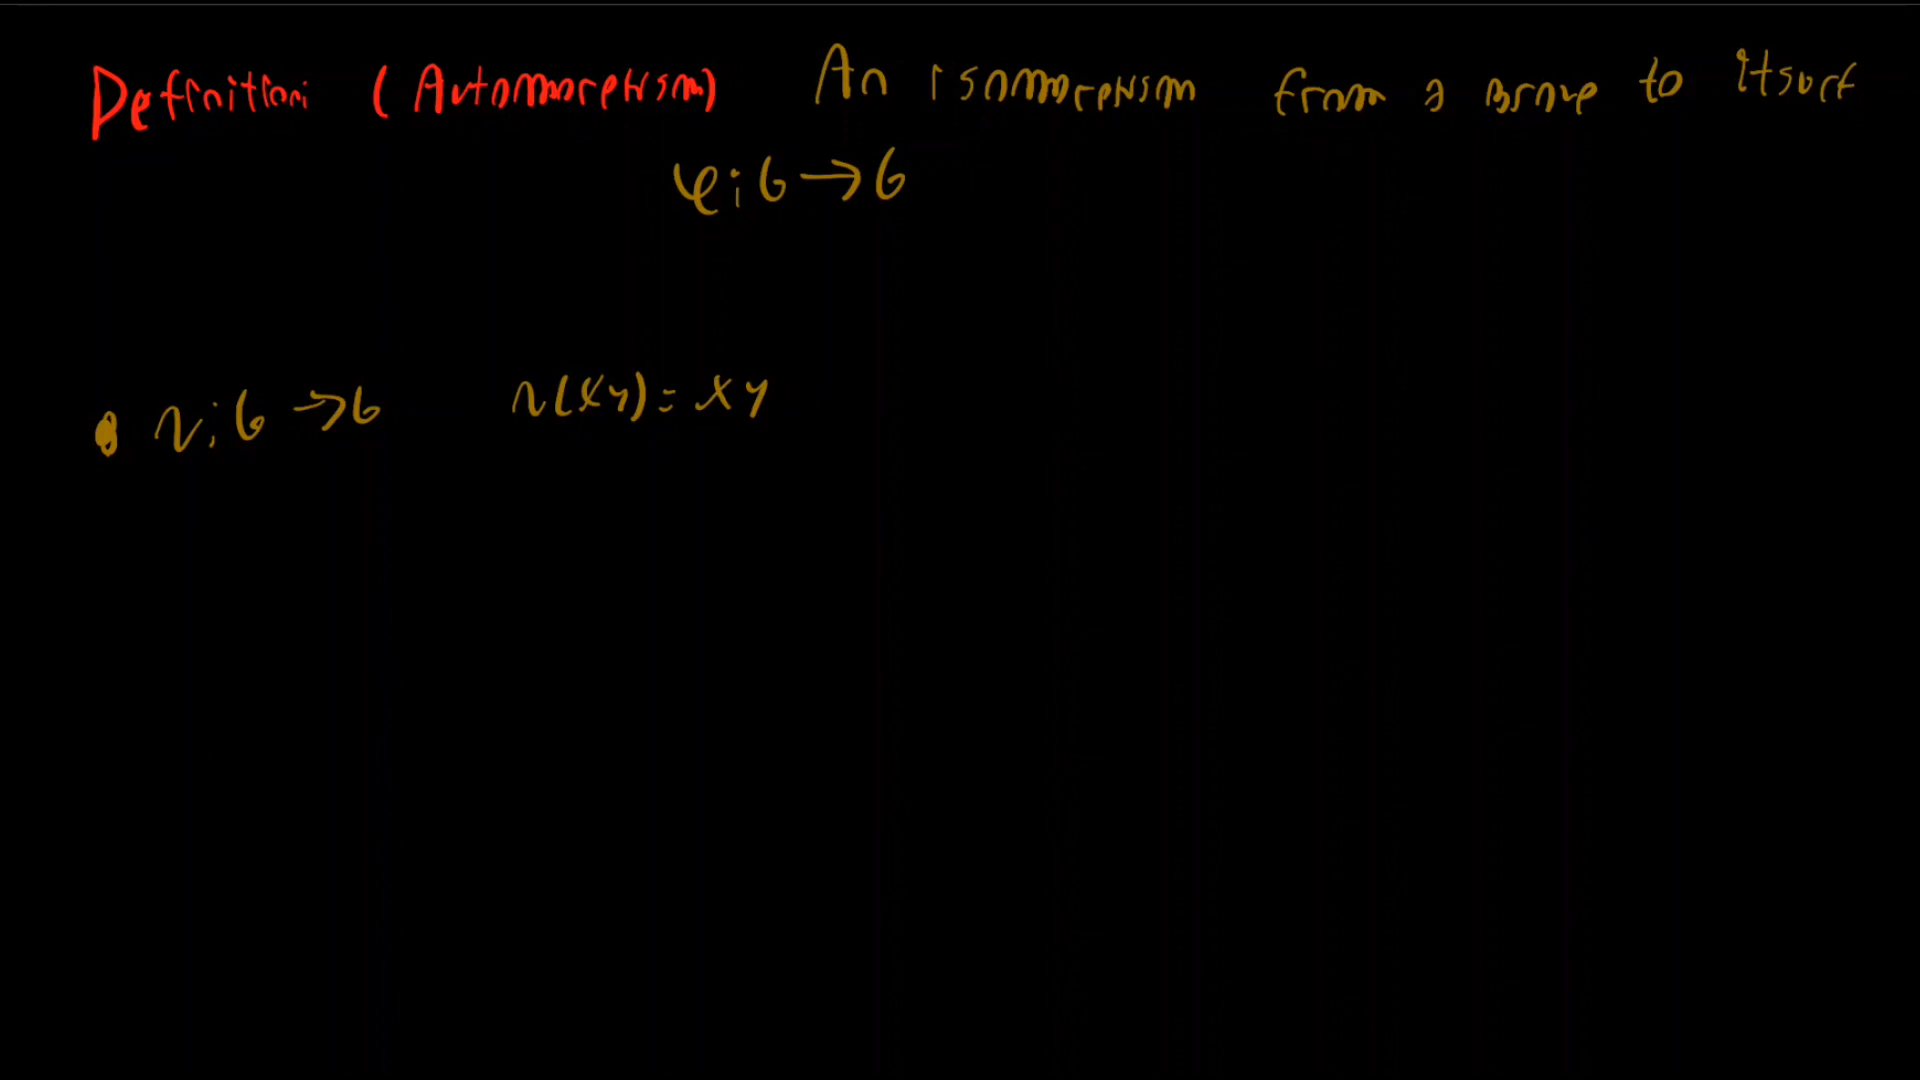 Definition (Automorphism) An isomorphism from a group to itself
φ: G → G
• n: G → G n(xy) = xy